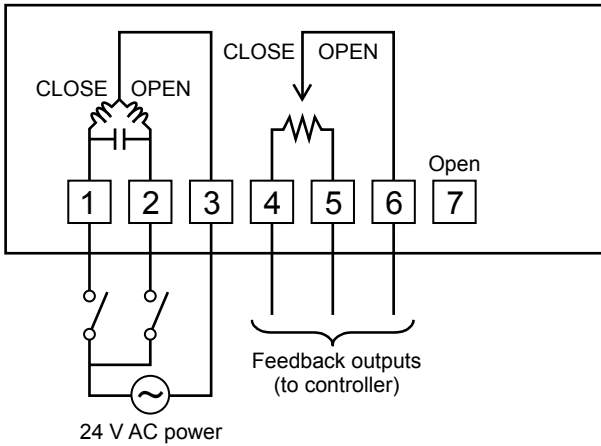 CLOSE OPEN
CLOSE OPEN
Open
1 2 3 4 5 6 7
Feedback outputs
(to controller)
24 V AC power